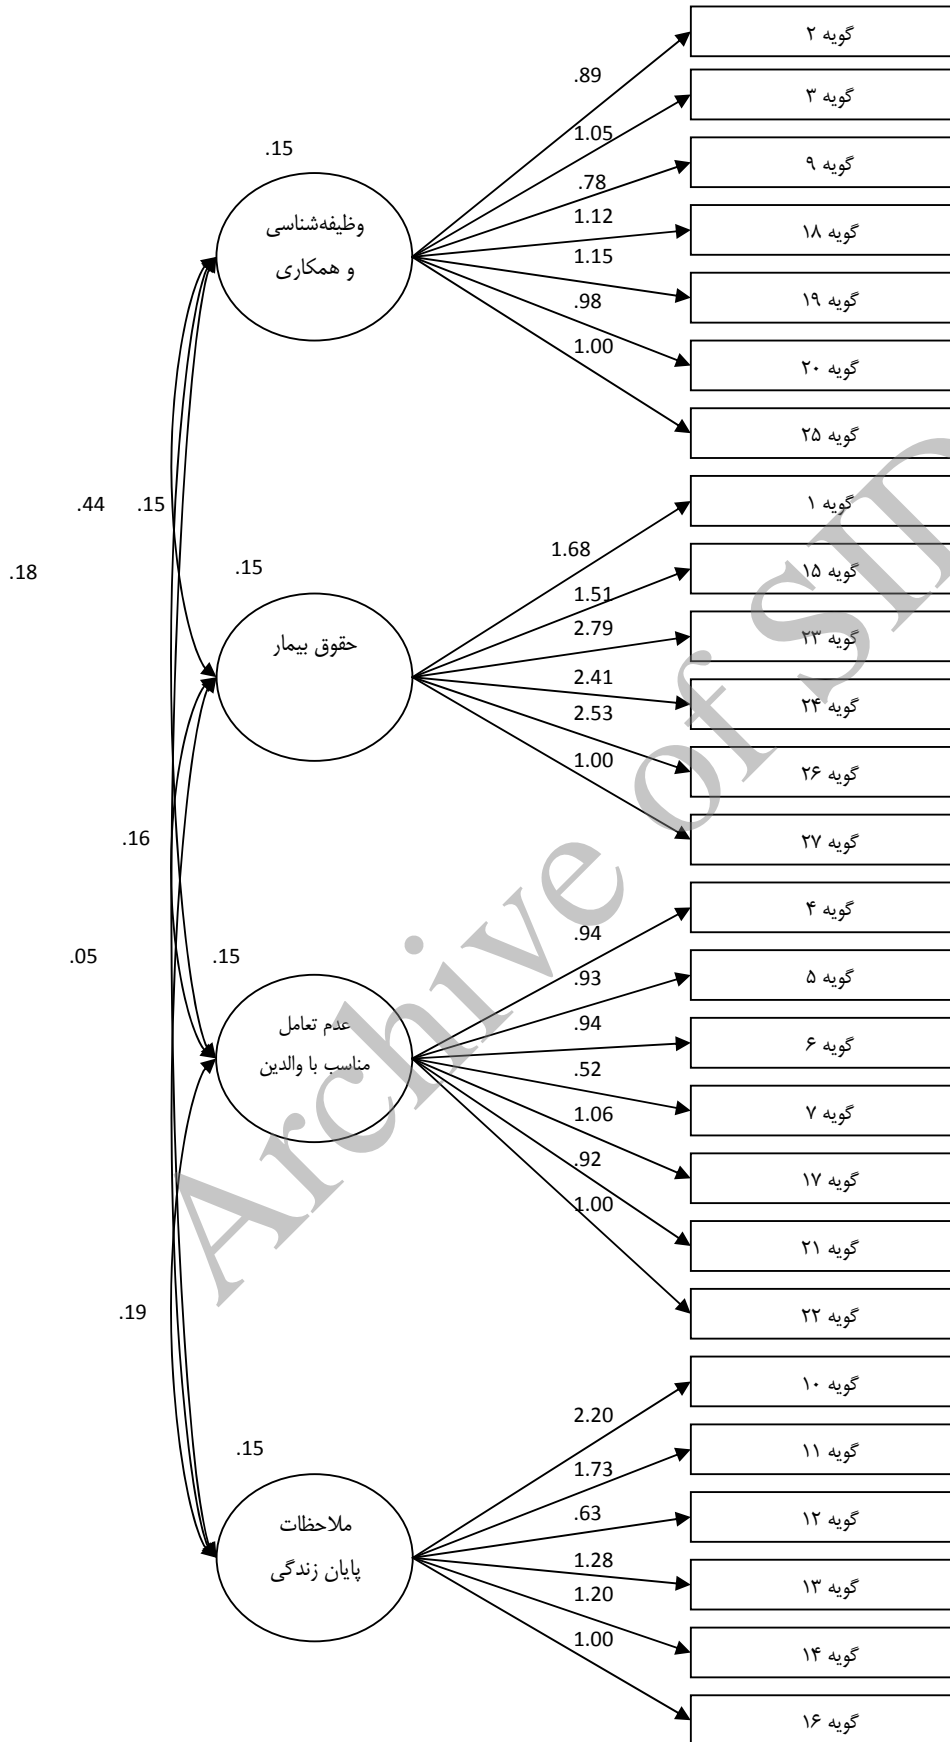 گویه ۲
.89
گویه ۳
1.05
.15
گویه ۹
.78
وظیفه‌شناسی
و همکاری
گویه ۱۸
1.12
گویه ۱۹
1.15
گویه ۲۰
.98
گویه ۲۵
1.00
.44
.15
.18
گویه ۱
1.68
.15
گویه ۱۵
1.51
حقوق بیمار
گویه ۲۳
2.79
گویه ۲۴
2.41
گویه ۲۶
2.53
گویه ۲۷
1.00
.16
.05
گویه ۴
.94
.15
گویه ۵
.93
عدم تعامل
مناسب با والدین
گویه ۶
.94
گویه ۷
.52
گویه ۱۷
1.06
گویه ۲۱
.92
گویه ۲۲
1.00
.19
گویه ۱۰
2.20
.15
گویه ۱۱
1.73
ملاحظات
پایان زندگی
گویه ۱۲
.63
گویه ۱۳
1.28
گویه ۱۴
1.20
گویه ۱۶
1.00
Archive of SID